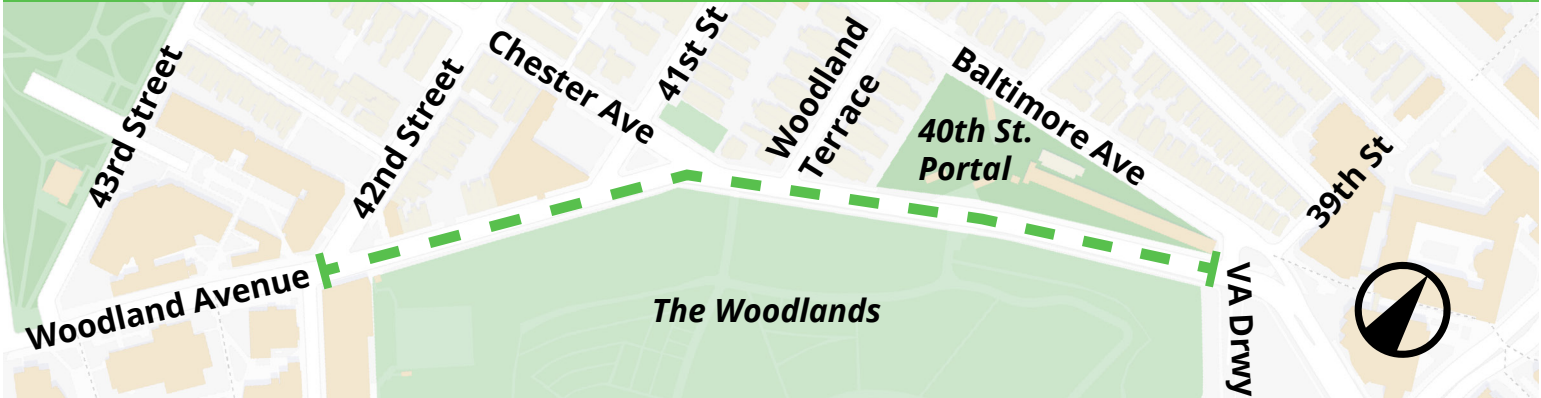 43rd Street
42nd Street
Chester Ave
41st St
Woodland
Terrace
Baltimore Ave
40th St.
Portal
39th St
Woodland Avenue
The Woodlands
VA Drwy